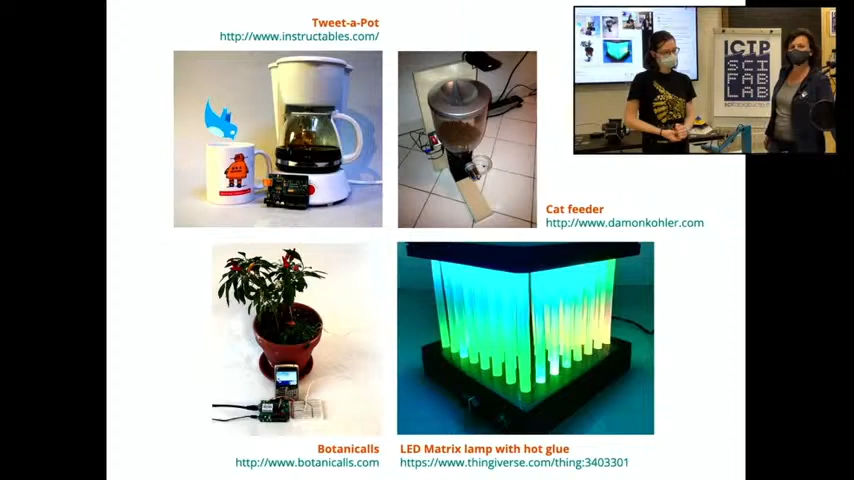 Tweet-a-Pot
http://www.instructables.com/
ICTP
SCI
FAB
LAB
Cat feeder
http://www.damonkohler.com
Botanicalls
http://www.botanicalls.com
LED Matrix lamp with hot glue
https://www.thingiverse.com/thing:3403301